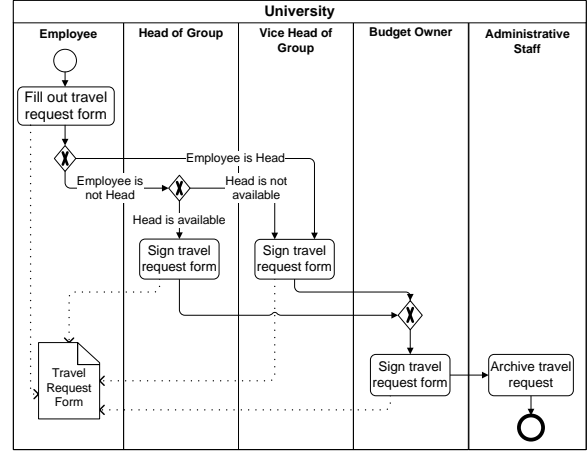 University
Employee
Head of Group
Vice Head of
Group
Budget Owner
Administrative
Staff
Fill out travel
request form
Employee is Head
Employee is
not Head
Head is not
available
Head is available
Sign travel
request form
Sign travel
request form
Travel
Request
Form
Sign travel
request form
Archive travel
request